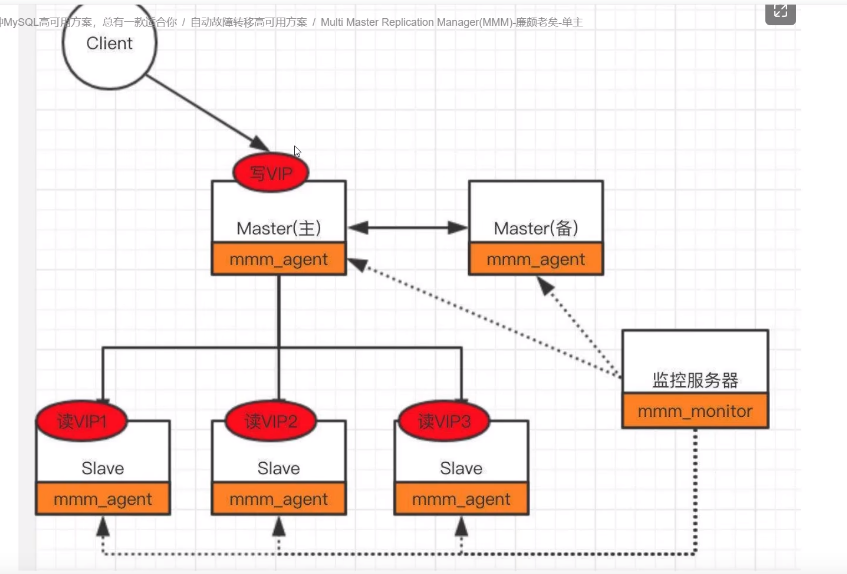 MySQL高可用方案，总有一款适合你 / 自动故障转移高可用方案 / Multi Master Replication Manager(MMM)-廉颇老矣-单主
Client
写VIP
Master(主)
Master(备)
mmm_agent
mmm_agent
监控服务器
mmm_monitor
读VIP1
读VIP2
读VIP3
Slave
Slave
Slave
mmm_agent
mmm_agent
mmm_agent